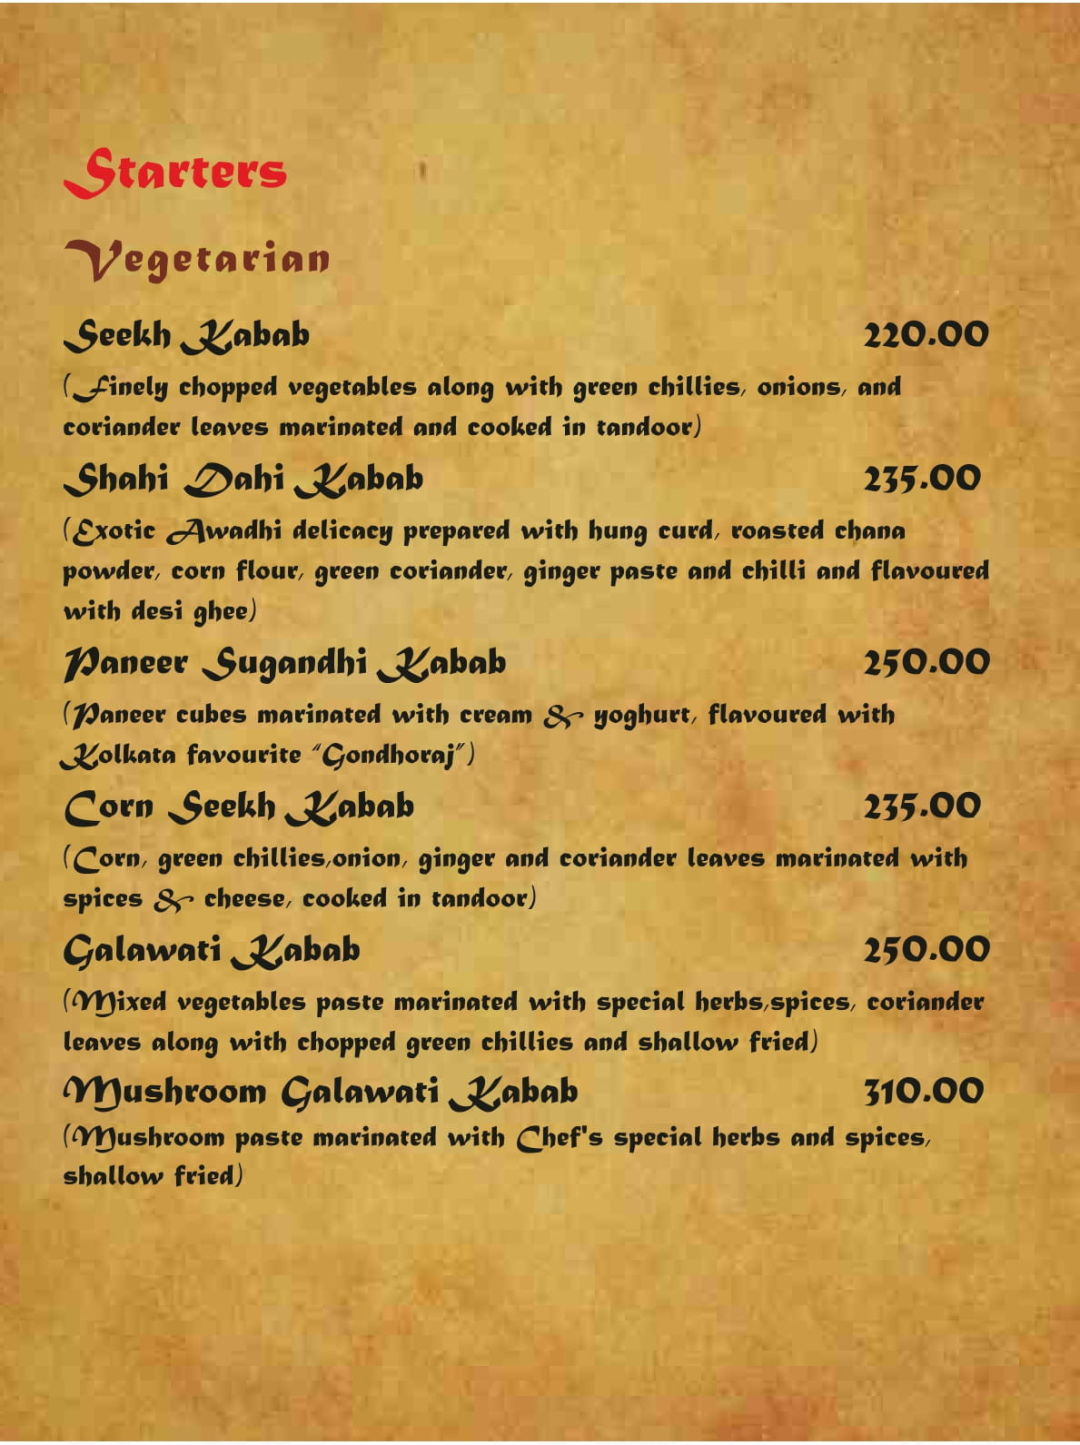 Starters
Vegetarian
Seekh Kabab 220.00
(Finely chopped vegetables along with green chillies, onions, and
coriander leaves marinated and cooked in tandoor)
Shahi Dahi Kabab 235.00
(Exotic Awadhi delicacy prepared with hung curd, roasted chana
powder, corn flour, green coriander, ginger paste and chilli and flavoured
with desi ghee)
Paneer Sugandhi Kabab 250.00
(Paneer cubes marinated with cream & yoghurt, flavoured with
Kolkata favourite “Gondhoraj”)
Corn Seekh Kabab 235.00
(Corn, green chillies,onion, ginger and coriander leaves marinated with
spices & cheese, cooked in tandoor)
Galawati Kabab 250.00
(Mixed vegetables paste marinated with special herbs,spices, coriander
leaves along with chopped green chillies and shallow fried)
Mushroom Galawati Kabab 310.00
(Mushroom paste marinated with Chef's special herbs and spices,
shallow fried)